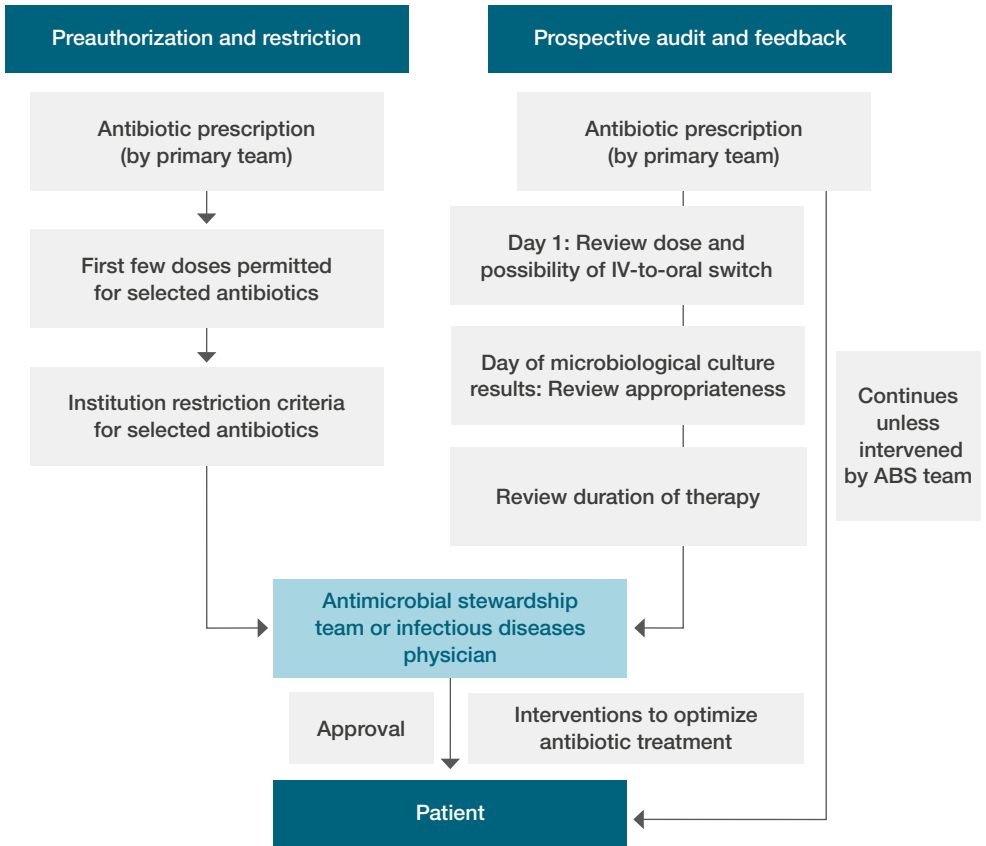 Preauthorization and restriction
Antibiotic prescription
(by primary team)
First few doses permitted
for selected antibiotics
Institution restriction criteria
for selected antibiotics
Prospective audit and feedback
Antibiotic prescription
(by primary team)
Day 1: Review dose and
possibility of IV-to-oral switch
Day of microbiological culture
results: Review appropriateness
Review duration of therapy
Continues
unless
intervened
by ABS team
Antimicrobial stewardship
team or infectious diseases
physician
Approval
Interventions to optimize
antibiotic treatment
Patient